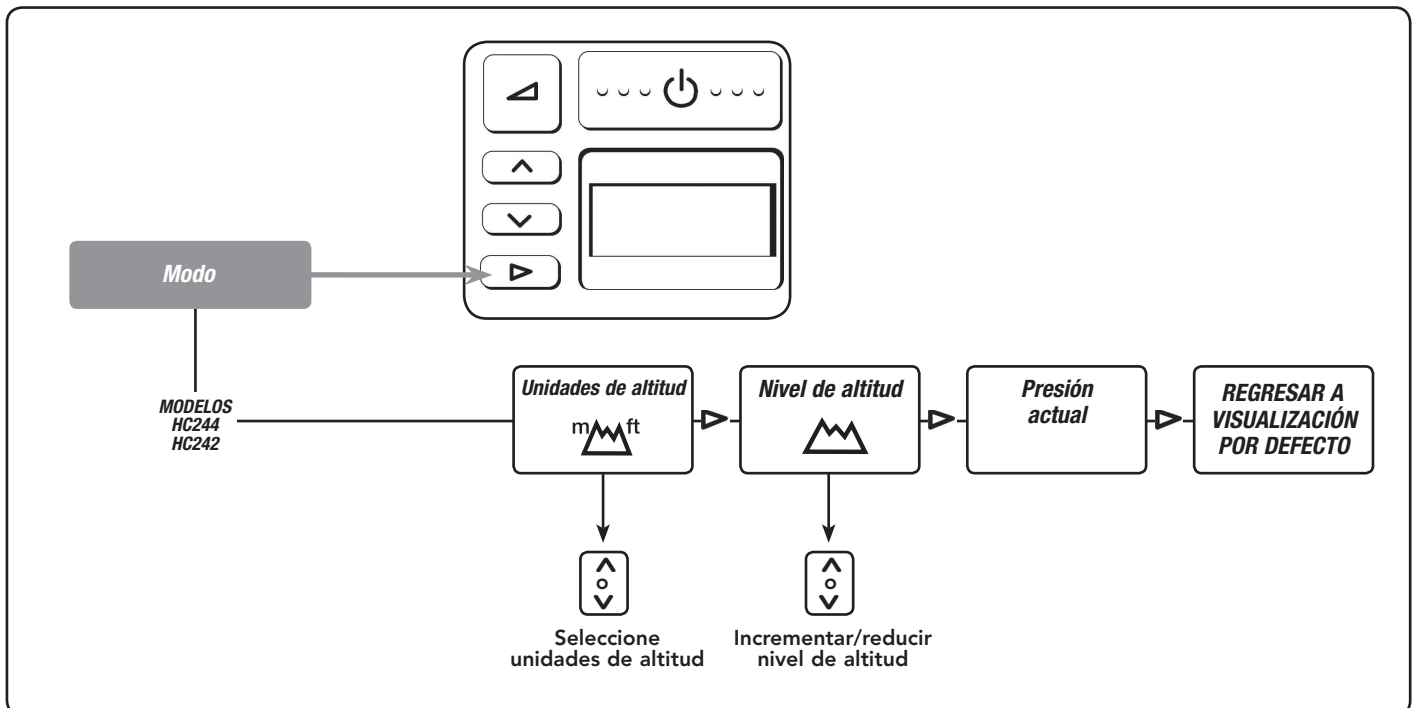 Modo
MODELOS
HC244
HC242
Unidades de altitud
m ft
Nivel de altitud
Presión
actual
REGRESAR A
VISUALIZACIÓN
POR DEFECTO
Seleccione
unidades de altitud
Incrementar/reducir
nivel de altitud